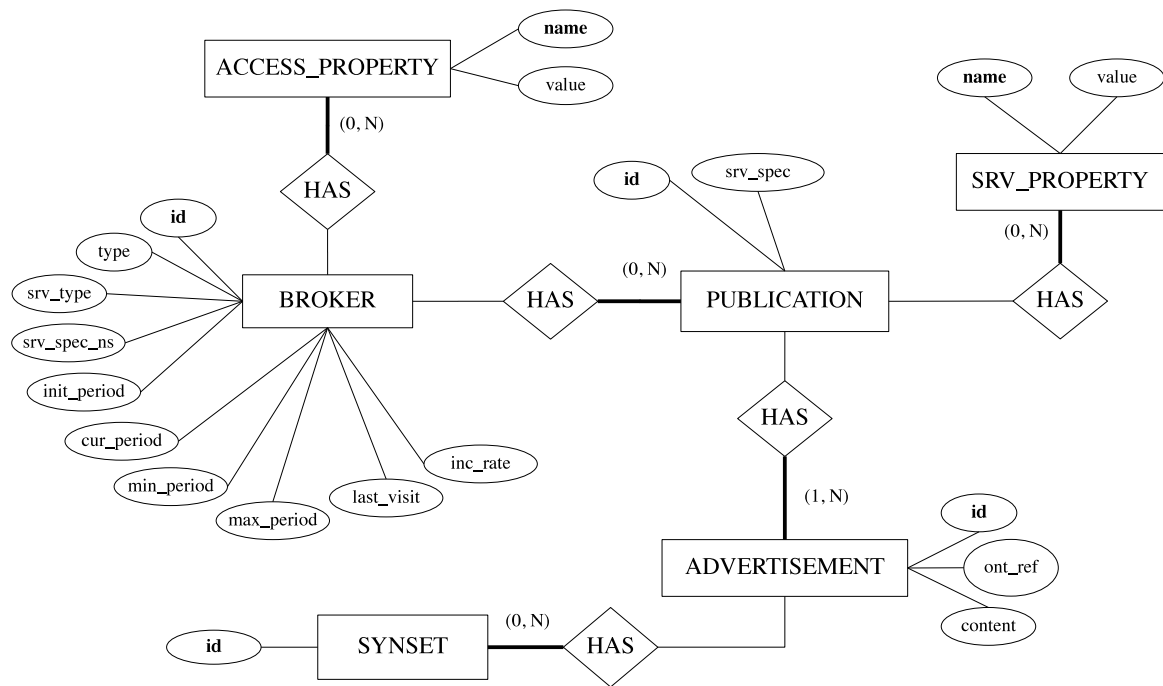 name
ACCESS_PROPERTY
value
(0, N)
HAS
name
value
SRV_PROPERTY
(0, N)
HAS
id
srv_spec
PUBLICATION
(0, N)
HAS
id
type
srv_type
srv_spec_ns
init_period
BROKER
cur_period
min_period
max_period
last_visit
inc_rate
HAS
(1, N)
ADVERTISEMENT
id
ont_ref
content
id
SYNSET
(0, N)
HAS